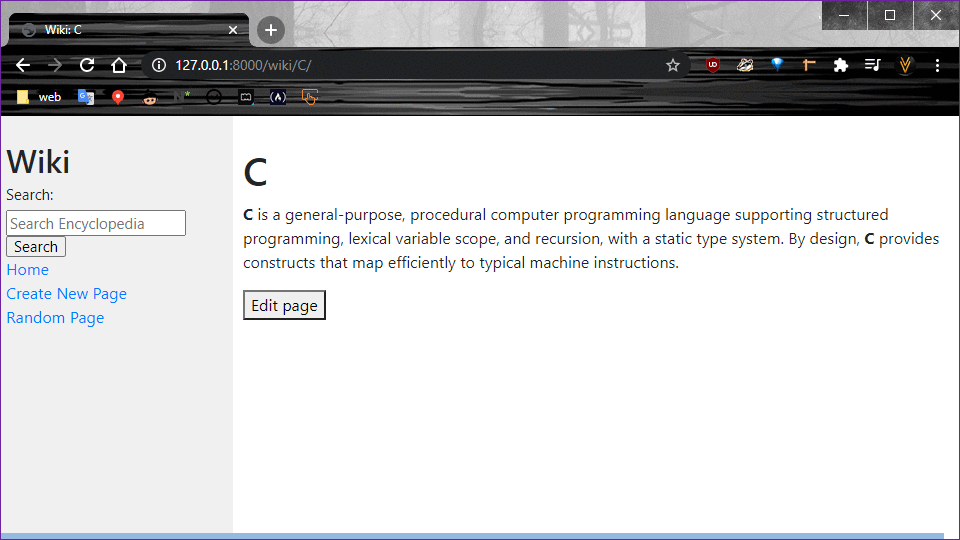 Wiki: C
127.0.0.1:8000/wiki/C/
web
Wiki
Search:
Search Encyclopedia
Search
Home
Create New Page
Random Page
C
C is a general-purpose, procedural computer programming language supporting structured
programming, lexical variable scope, and recursion, with a static type system. By design, C provides
constructs that map efficiently to typical machine instructions.
Edit page